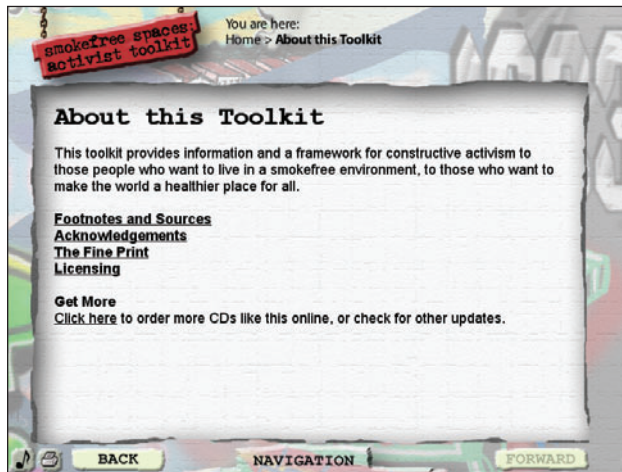 smokefree spaces:
activist toolkit
You are here:
Home > About this Toolkit
About this Toolkit
This toolkit provides information and a framework for constructive activism to
those people who want to live in a smokefree environment, to those who want to
make the world a healthier place for all.
Footnotes and Sources
Acknowledgements
The Fine Print
Licensing
Get More
Click here to order more CDs like this online, or check for other updates.
BACK
NAVIGATION
FORWARD